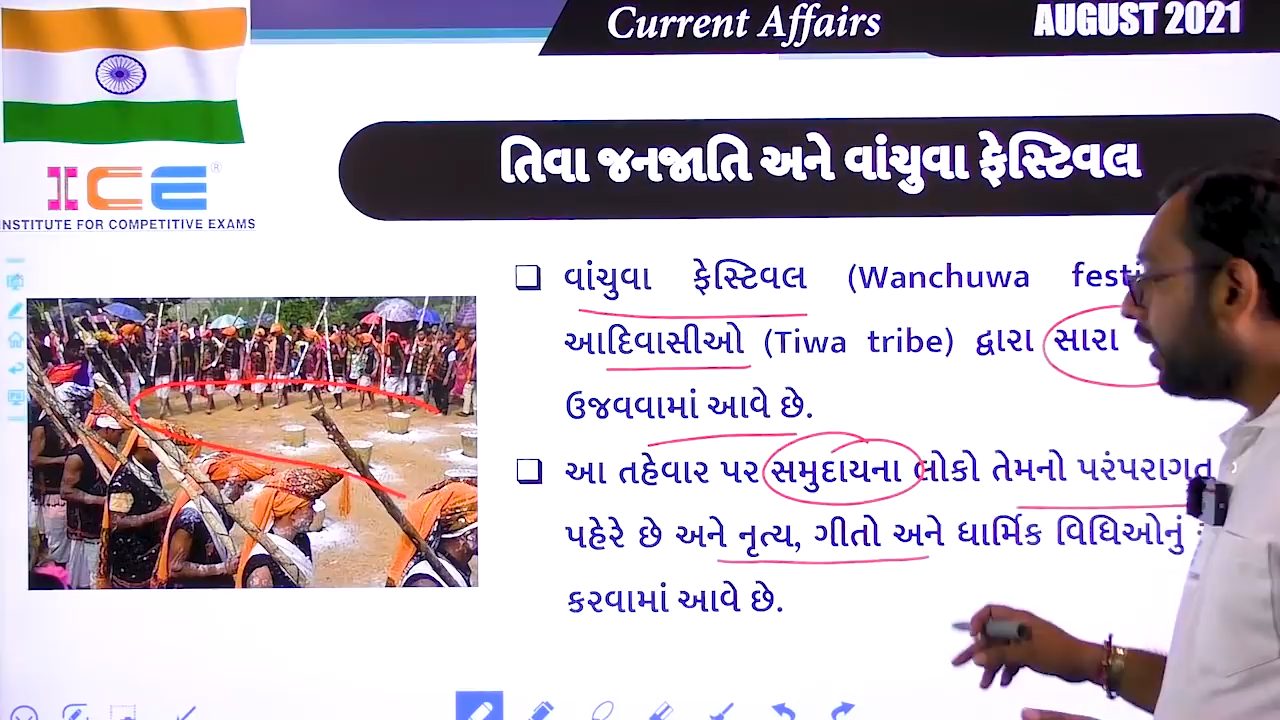 Current Affairs
AUGUST 2021
ICE
®
INSTITUTE FOR COMPETITIVE EXAMS
તિવા જનજાતિ અને વાંચુવા ફેસ્ટિવલ
વાંચુવા ફેસ્ટિવલ (Wanchuwa
આદિવાસીઓ (Tiwa tribe) દ્વારા સારા
ઉજવવામાં આવે છે.
આ તહેવાર પર સમુદાયના લોકો તેમનો પરંપરાગત
પહેરે છે અને નૃત્ય, ગીતો અને ધાર્મિક વિધિઓનું
કરવામાં આવે છે.